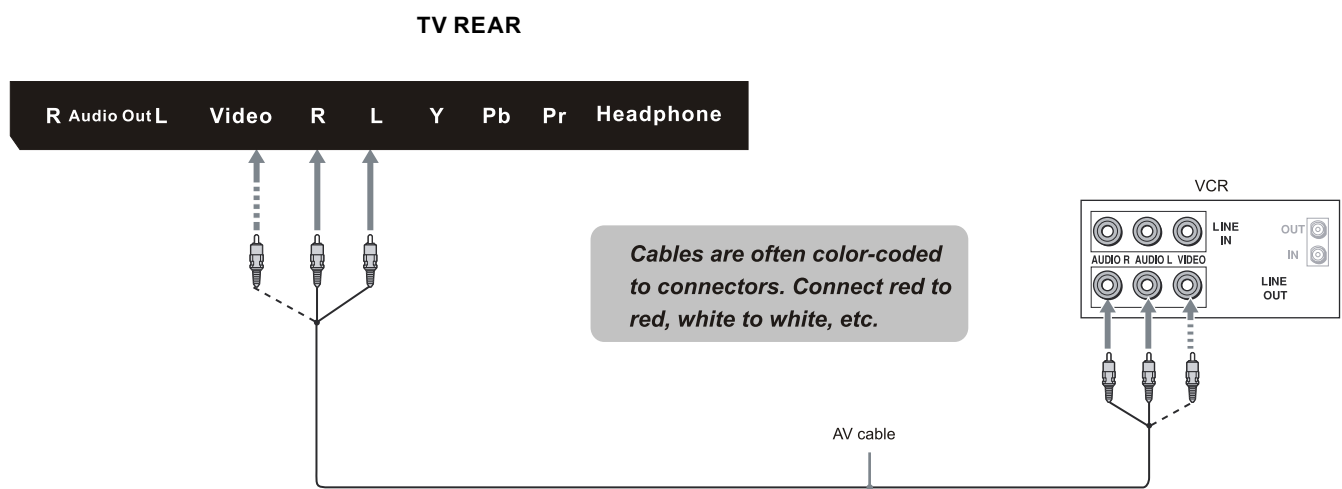 TV REAR
R Audio Out L Video R L Y Pb Pr Headphone
VCR
LINE
IN
OUT
IN
AUDIO R AUDIO L VIDEO
LINE
OUT
Cables are often color-coded
to connectors. Connect red to
red, white to white, etc.
AV cable